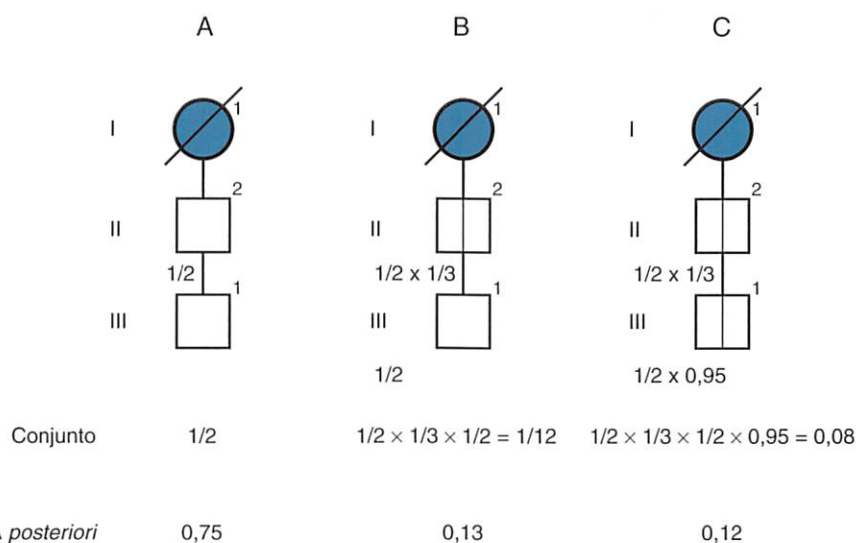 A B C
1 1 1
I I I
2 2 2
II II II
1/2 1/2 x 1/3 1/2 x 1/3
1 1 1
III III III
1/2 1/2 x 0,95
Conjunto 1/2 1/2 × 1/3 × 1/2 = 1/12 1/2 × 1/3 × 1/2 × 0,95 = 0,08
posteriori 0,75 0,13 0,12